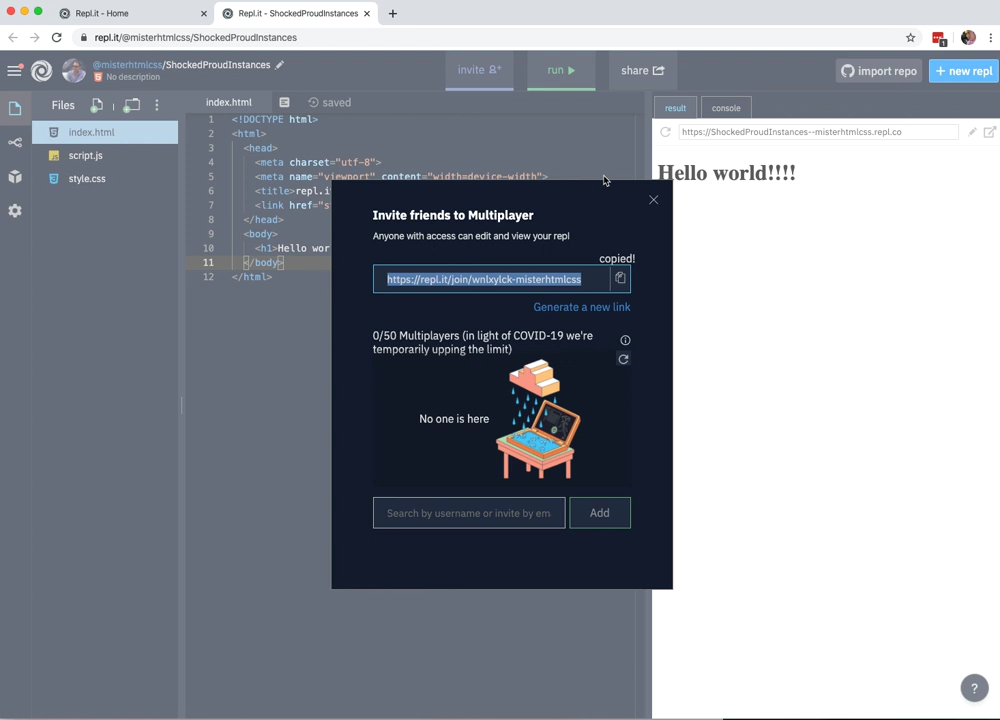 Repl.it - Home
Repl.it - ShockedProudInstances
repl.it/@misterhtmlcss/ShockedProudInstances
1
@misterhtmlcss/ShockedProudInstances
No description
invite
run
share
import repo
+ new repl
Files
index.html
script.js
style.css
index.html
saved
1 <!DOCTYPE html>
2 <html>
3 <head>
4 <meta charset="utf-8">
5 <meta name="viewport" content="width=device-width">
6 <title>repl.i
7 <link href="s
8 </head>
9 <body>
10 <h1>Hello wor
11 </body>
12 </html>
result
console
https://ShockedProudInstances--misterhtmlcss.repl.co
Hello world!!!!
Invite friends to Multiplayer
Anyone with access can edit and view your repl
copied!
https://repl.it/join/wnlxylck-misterhtmlcss
Generate a new link
0/50 Multiplayers (in light of COVID-19 we're
temporarily upping the limit)
No one is here
Search by username or invite by em
Add
?